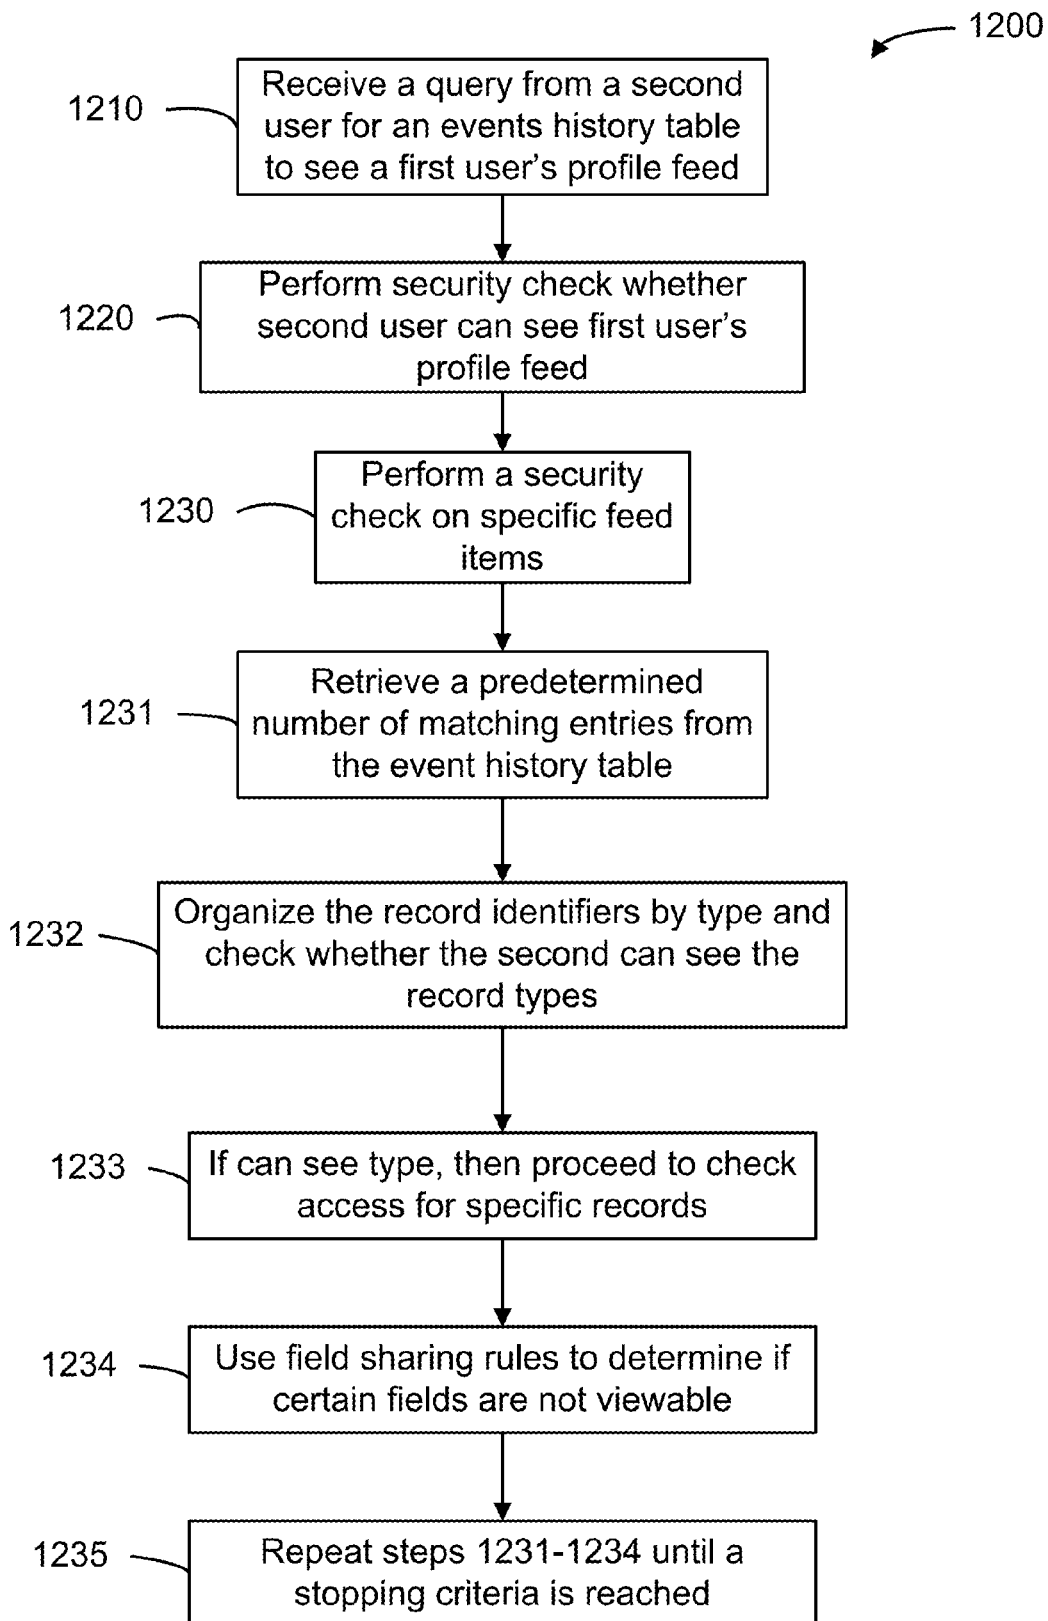 1200
1210
Receive a query from a second
user for an events history table
to see a first user's profile feed
1220
Perform security check whether
second user can see first user's
profile feed
1230
Perform a security
check on specific feed
items
1231
Retrieve a predetermined
number of matching entries from
the event history table
1232
Organize the record identifiers by type and
check whether the second can see the
record types
1233
If can see type, then proceed to check
access for specific records
1234
Use field sharing rules to determine if
certain fields are not viewable
1235
Repeat steps 1231-1234 until a
stopping criteria is reached